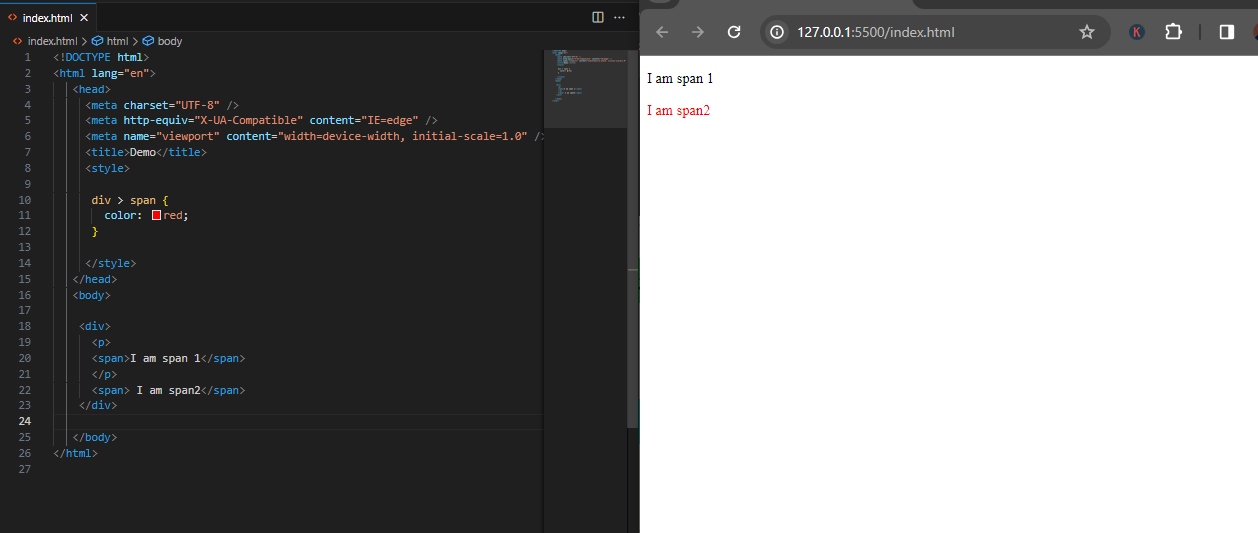 index.html
index.html > html > body
1 <!DOCTYPE html>
2 <html lang="en">
3 <head>
4 <meta charset="UTF-8" />
5 <meta http-equiv="X-UA-Compatible" content="IE=edge" />
6 <meta name="viewport" content="width=device-width, initial-scale=1.0" />
7 <title>Demo</title>
8 <style>
9
10 div > span {
11 color: red;
12 }
13
14 </style>
15 </head>
16 <body>
17
18 <div>
19 <p>
20 <span>I am span 1</span>
21 </p>
22 <span> I am span2</span>
23 </div>
24
25 </body>
26 </html>
27
127.0.0.1:5500/index.html
K
I am span 1
I am span2